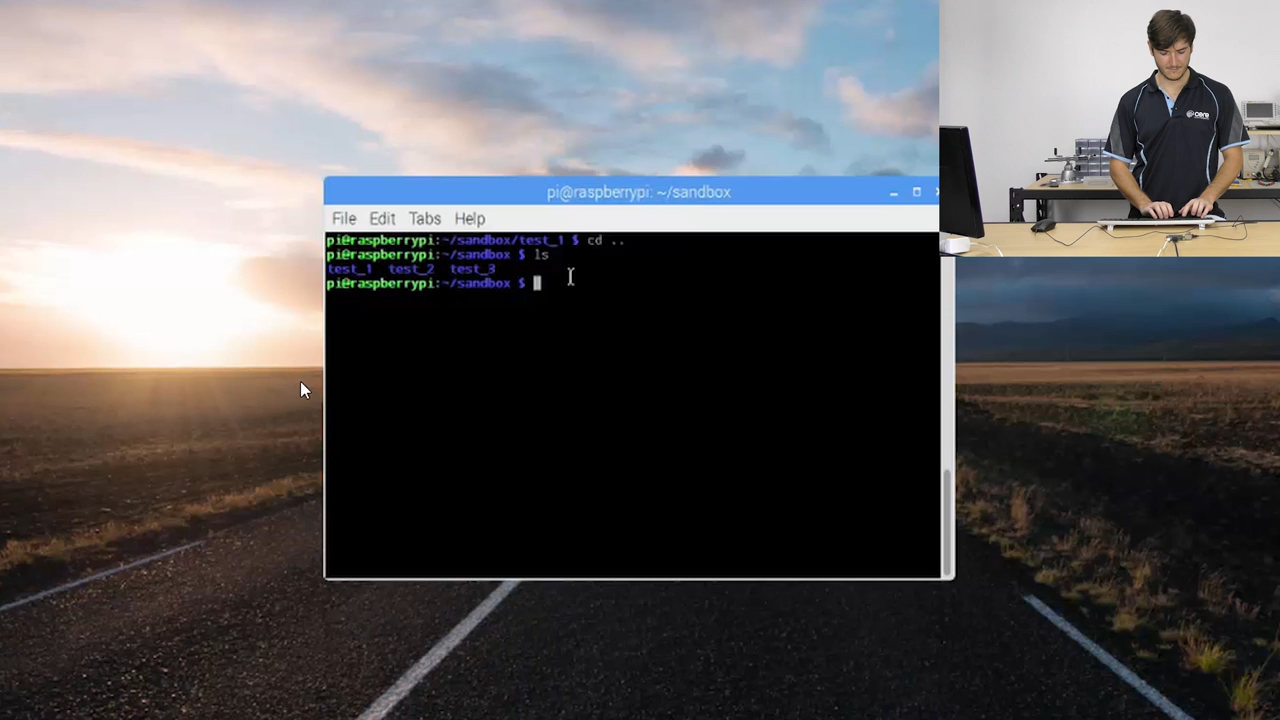 pi@raspberrypi: ~/sandbox
File Edit Tabs Help
pi@raspberrypi:~/sandbox/test_1 $ cd ..
pi@raspberrypi:~/sandbox $ ls
test_1 test_2 test_3
pi@raspberrypi:~/sandbox $